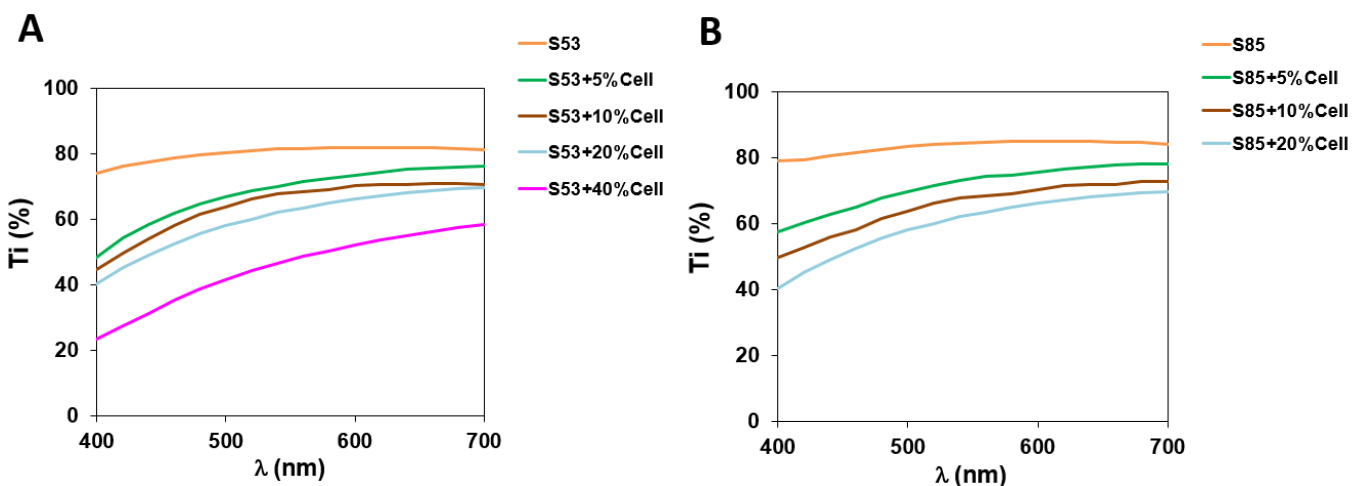 A
S53
S53+5%Cell
S53+10%Cell
S53+20%Cell
S53+40%Cell
Ti (%)
100
80
60
40
20
0
400
500
600
700
λ (nm)
B
S85
S85+5%Cell
S85+10%Cell
S85+20%Cell
Ti (%)
100
80
60
40
20
0
400
500
600
700
λ (nm)